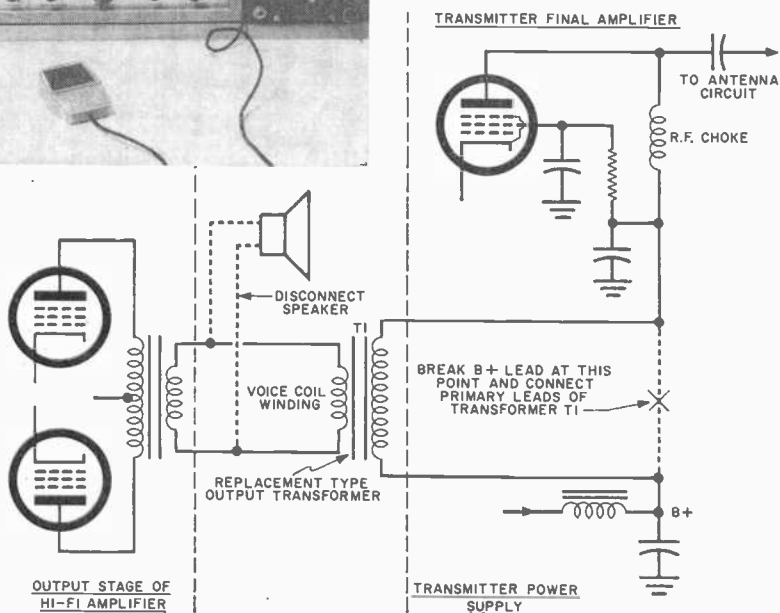 TRANSMITTER FINAL AMPLIFIER
TO ANTENNA
CIRCUIT
R.F. CHOKE
DISCONNECT
SPEAKER
T1
VOICE COIL
WINDING
BREAK B+ LEAD AT THIS
POINT AND CONNECT
PRIMARY LEADS OF
TRANSFORMER T1
REPLACEMENT TYPE
OUTPUT TRANSFORMER
B+
OUTPUT STAGE OF
HI-FI AMPLIFIER
TRANSMITTER POWER
SUPPLY